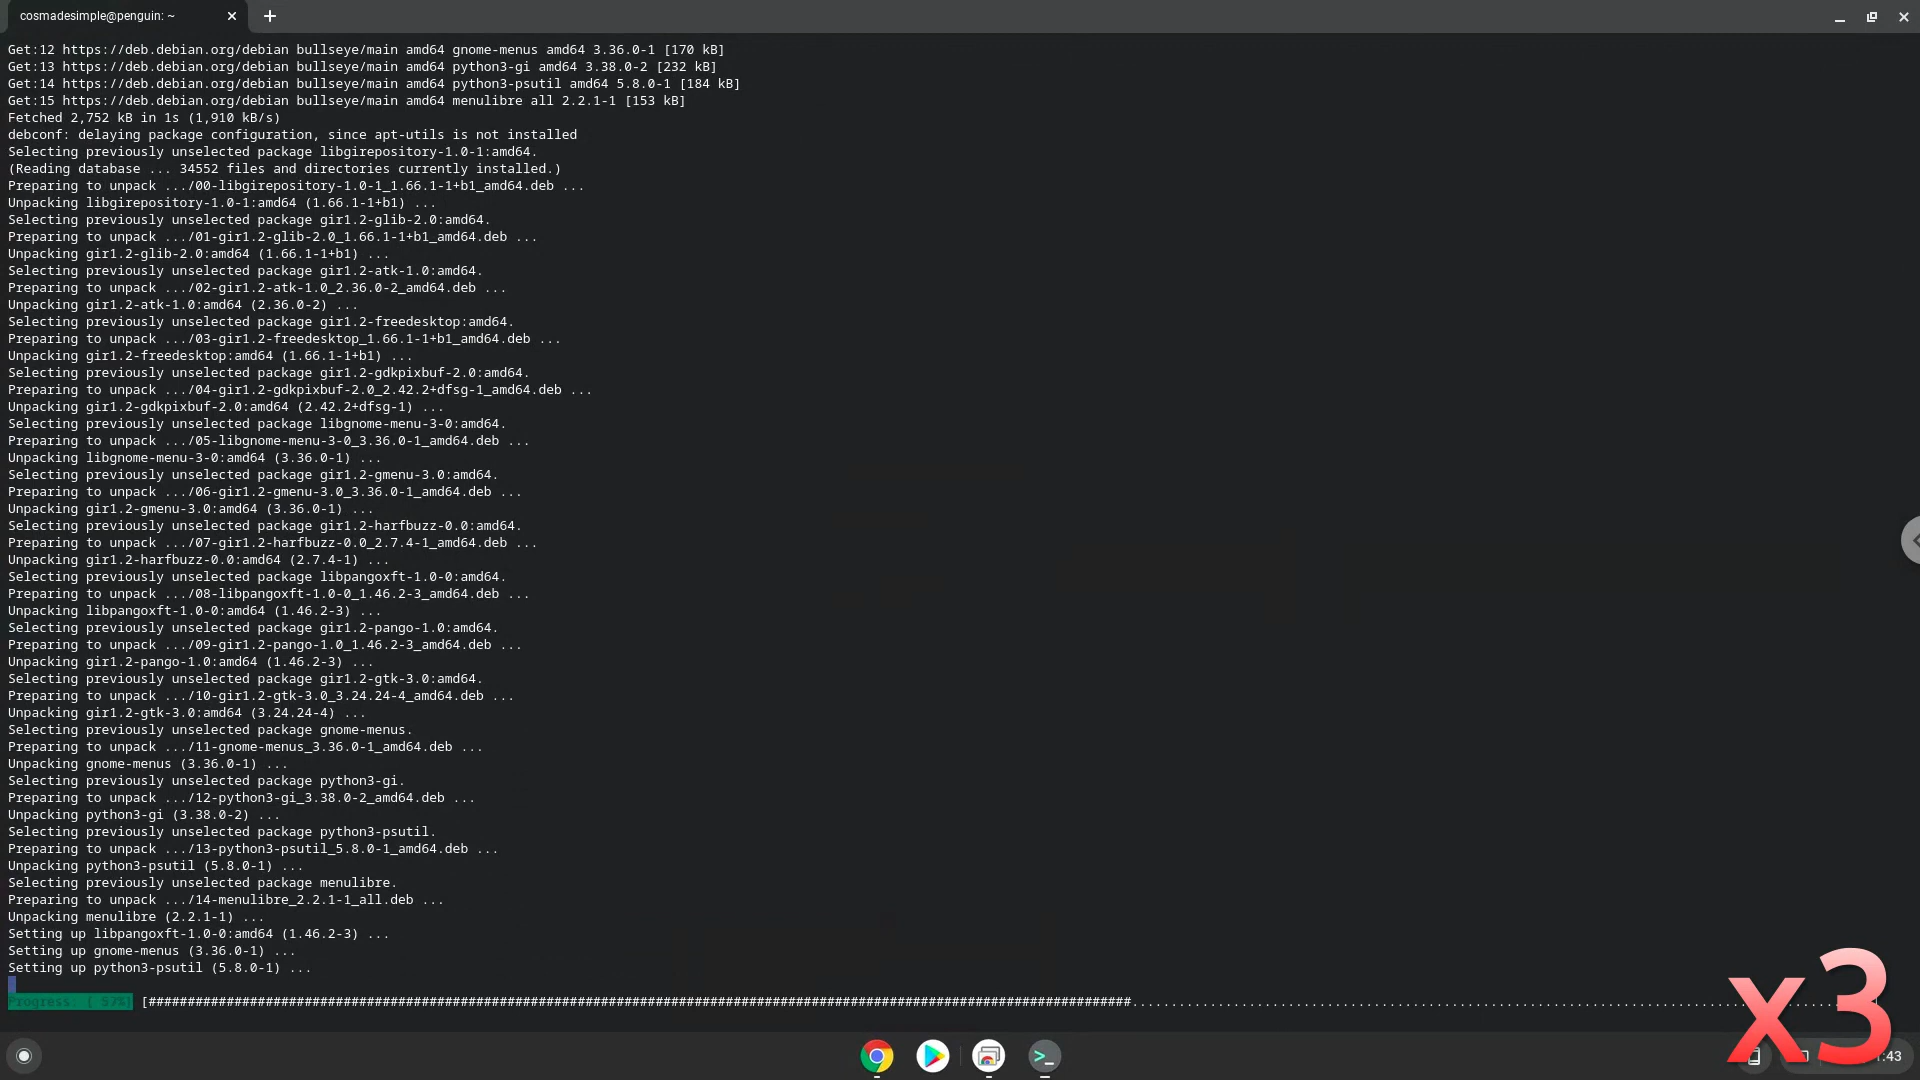 cosmadesimple@penguin: ~
Get:12 https://deb.debian.org/debian bullseye/main amd64 gnome-menus amd64 3.36.0-1 [170 kB]
Get:13 https://deb.debian.org/debian bullseye/main amd64 python3-gi amd64 3.38.0-2 [232 kB]
Get:14 https://deb.debian.org/debian bullseye/main amd64 python3-psutil amd64 5.8.0-1 [184 kB]
Get:15 https://deb.debian.org/debian bullseye/main amd64 menulibre all 2.2.1-1 [153 kB]
Fetched 2,752 kB in 1s (1,910 kB/s)
debconf: delaying package configuration, since apt-utils is not installed
Selecting previously unselected package libgirepository-1.0-1:amd64.
(Reading database ... 34552 files and directories currently installed.)
Preparing to unpack .../00-libgirepository-1.0-1_1.66.1-1+b1_amd64.deb ...
Unpacking libgirepository-1.0-1:amd64 (1.66.1-1+b1) ...
Selecting previously unselected package gir1.2-glib-2.0:amd64.
Preparing to unpack .../01-gir1.2-glib-2.0_1.66.1-1+b1_amd64.deb ...
Unpacking gir1.2-glib-2.0:amd64 (1.66.1-1+b1) ...
Selecting previously unselected package gir1.2-atk-1.0:amd64.
Preparing to unpack .../02-gir1.2-atk-1.0_2.36.0-2_amd64.deb ...
Unpacking gir1.2-atk-1.0:amd64 (2.36.0-2) ...
Selecting previously unselected package gir1.2-freedesktop:amd64.
Preparing to unpack .../03-gir1.2-freedesktop_1.66.1-1+b1_amd64.deb ...
Unpacking gir1.2-freedesktop:amd64 (1.66.1-1+b1) ...
Selecting previously unselected package gir1.2-gdkpixbuf-2.0:amd64.
Preparing to unpack .../04-gir1.2-gdkpixbuf-2.0_2.42.2+dfsg-1_amd64.deb ...
Unpacking gir1.2-gdkpixbuf-2.0:amd64 (2.42.2+dfsg-1) ...
Selecting previously unselected package libgnome-menu-3-0:amd64.
Preparing to unpack .../05-libgnome-menu-3-0_3.36.0-1_amd64.deb ...
Unpacking libgnome-menu-3-0:amd64 (3.36.0-1) ...
Selecting previously unselected package gir1.2-gmenu-3.0:amd64.
Preparing to unpack .../06-gir1.2-gmenu-3.0_3.36.0-1_amd64.deb ...
Unpacking gir1.2-gmenu-3.0:amd64 (3.36.0-1) ...
Selecting previously unselected package gir1.2-harfbuzz-0.0:amd64.
Preparing to unpack .../07-gir1.2-harfbuzz-0.0_2.7.4-1_amd64.deb ...
Unpacking gir1.2-harfbuzz-0.0:amd64 (2.7.4-1) ...
Selecting previously unselected package libpangoxft-1.0-0:amd64.
Preparing to unpack .../08-libpangoxft-1.0-0_1.46.2-3_amd64.deb ...
Unpacking libpangoxft-1.0-0:amd64 (1.46.2-3) ...
Selecting previously unselected package gir1.2-pango-1.0:amd64.
Preparing to unpack .../09-gir1.2-pango-1.0_1.46.2-3_amd64.deb ...
Unpacking gir1.2-pango-1.0:amd64 (1.46.2-3) ...
Selecting previously unselected package gir1.2-gtk-3.0:amd64.
Preparing to unpack .../10-gir1.2-gtk-3.0_3.24.24-4_amd64.deb ...
Unpacking gir1.2-gtk-3.0:amd64 (3.24.24-4) ...
Selecting previously unselected package gnome-menus.
Preparing to unpack .../11-gnome-menus_3.36.0-1_amd64.deb ...
Unpacking gnome-menus (3.36.0-1) ...
Selecting previously unselected package python3-gi.
Preparing to unpack .../12-python3-gi_3.38.0-2_amd64.deb ...
Unpacking python3-gi (3.38.0-2) ...
Selecting previously unselected package python3-psutil.
Preparing to unpack .../13-python3-psutil_5.8.0-1_amd64.deb ...
Unpacking python3-psutil (5.8.0-1) ...
Selecting previously unselected package menulibre.
Preparing to unpack .../14-menulibre_2.2.1-1_all.deb ...
Unpacking menulibre (2.2.1-1) ...
Setting up libpangoxft-1.0-0:amd64 (1.46.2-3) ...
Setting up gnome-menus (3.36.0-1) ...
Setting up python3-psutil (5.8.0-1) ...
Progress: [ 57%]
x3
:43